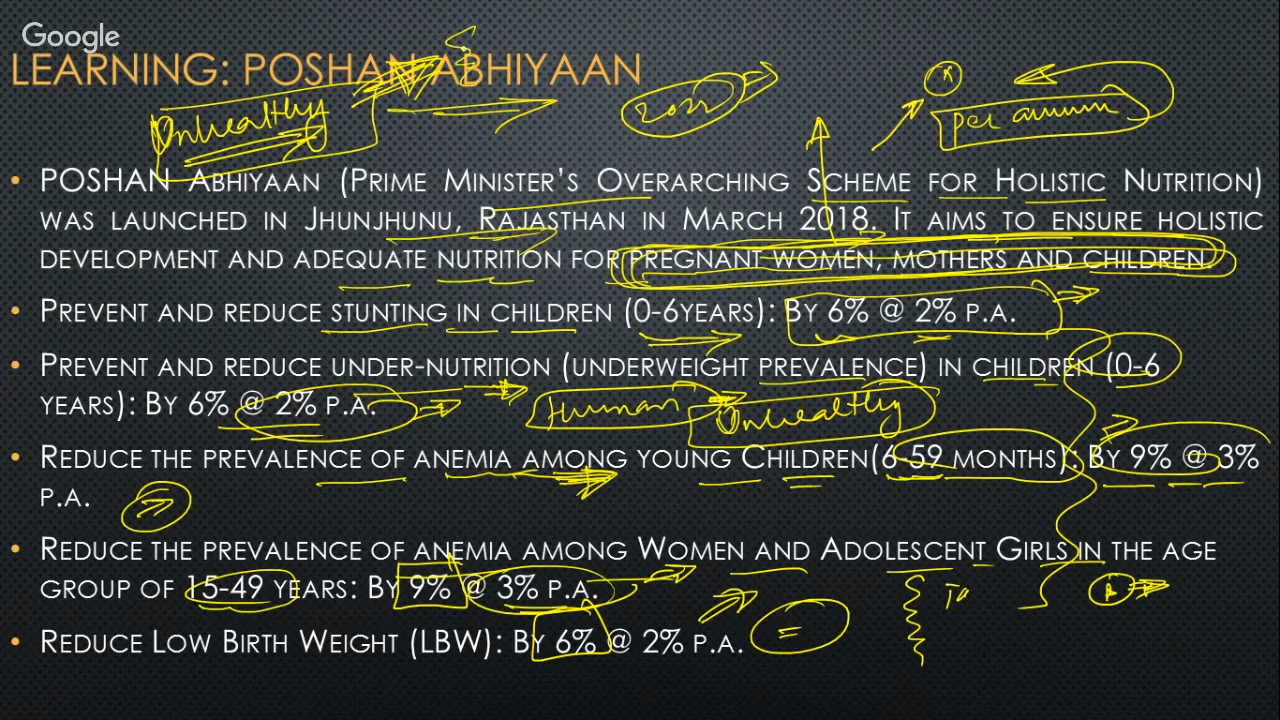 Google
LEARNING: POSHAN ABHIYAAN
Unhealthy
per annum
• POSHAN ABHIYAAN (PRIME MINISTER'S OVERARCHING SCHEME FOR HOLISTIC NUTRITION)
WAS LAUNCHED IN JHUNJHUNU, RAJASTHAN IN MARCH 2018. IT AIMS TO ENSURE HOLISTIC
DEVELOPMENT AND ADEQUATE NUTRITION FOR PREGNANT WOMEN, MOTHERS AND CHILDREN.
• PREVENT AND REDUCE STUNTING IN CHILDREN (0-6YEARS): BY 6% @ 2% P.A.
• PREVENT AND REDUCE UNDER-NUTRITION (UNDERWEIGHT PREVALENCE) IN CHILDREN (0-6
YEARS): BY 6% @ 2% P.A.
Human Unhealthy
• REDUCE THE PREVALENCE OF ANEMIA AMONG YOUNG CHILDREN(6-59 MONTHS): BY 9% @ 3%
P.A.
• REDUCE THE PREVALENCE OF ANEMIA AMONG WOMEN AND ADOLESCENT GIRLS IN THE AGE
GROUP OF 15-49 YEARS: BY 9% @ 3% P.A.
• REDUCE LOW BIRTH WEIGHT (LBW): BY 6% @ 2% P.A.